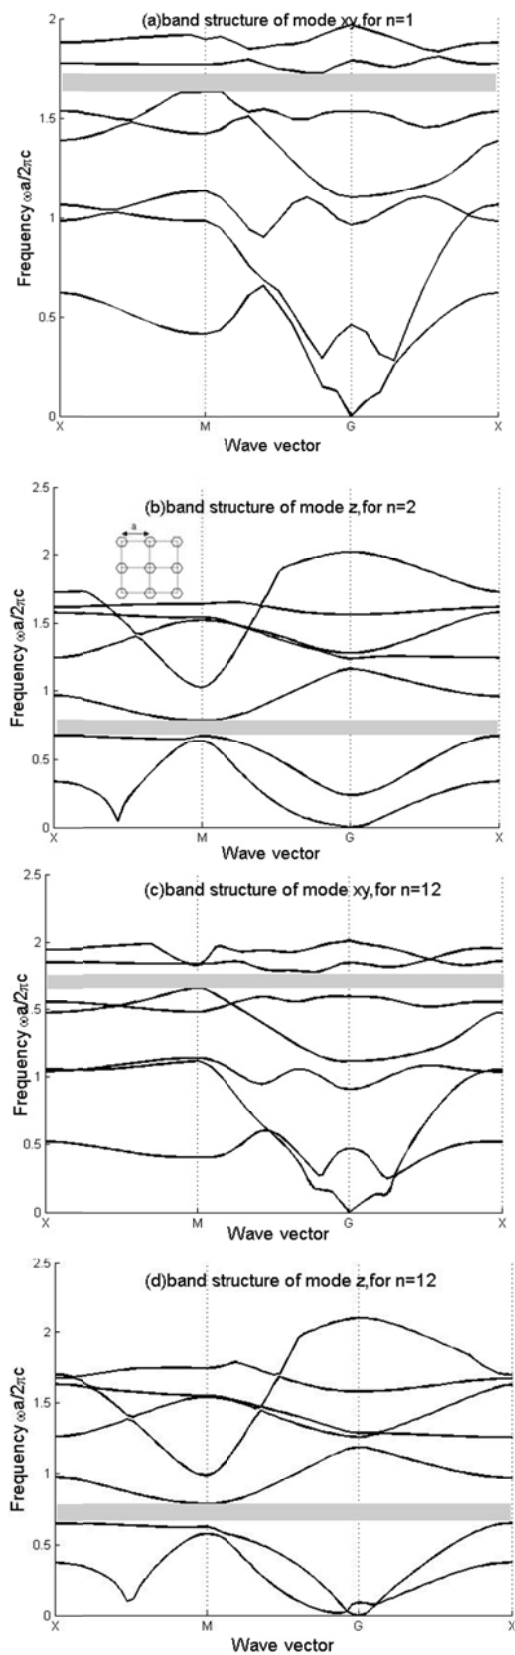 (a)band structure of mode xy,for n=1
Frequency ωa/2πc
2
1.5
1
0.5
0
X M G X
Wave vector
(b)band structure of mode z,for n=2
a
Frequency ωa/2πc
2.5
2
1.5
1
0.5
0
X M G X
Wave vector
(c)band structure of mode xy,for n=12
Frequency ωa/2πc
2.5
2
1.5
1
0.5
0
X M G X
Wave vector
(d)band structure of mode z,for n=12
Frequency ωa/2πc
2.5
2
1.5
1
0.5
0
X M G X
Wave vector